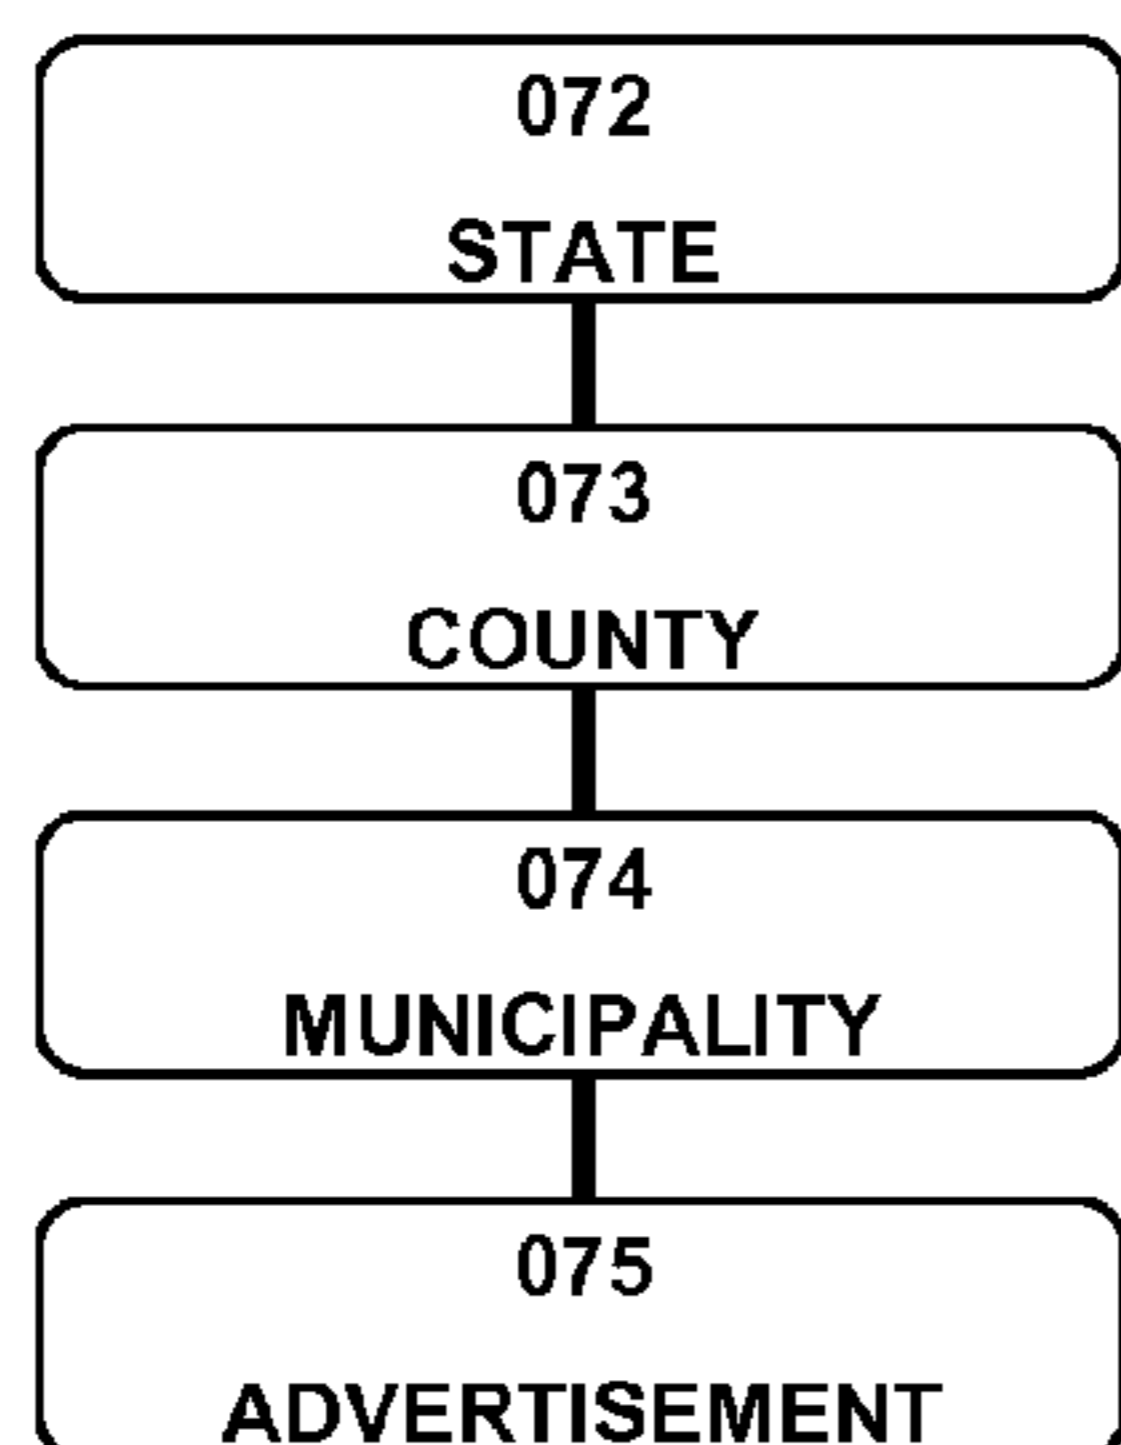 072
STATE
073
COUNTY
074
MUNICIPALITY
075
ADVERTISEMENT